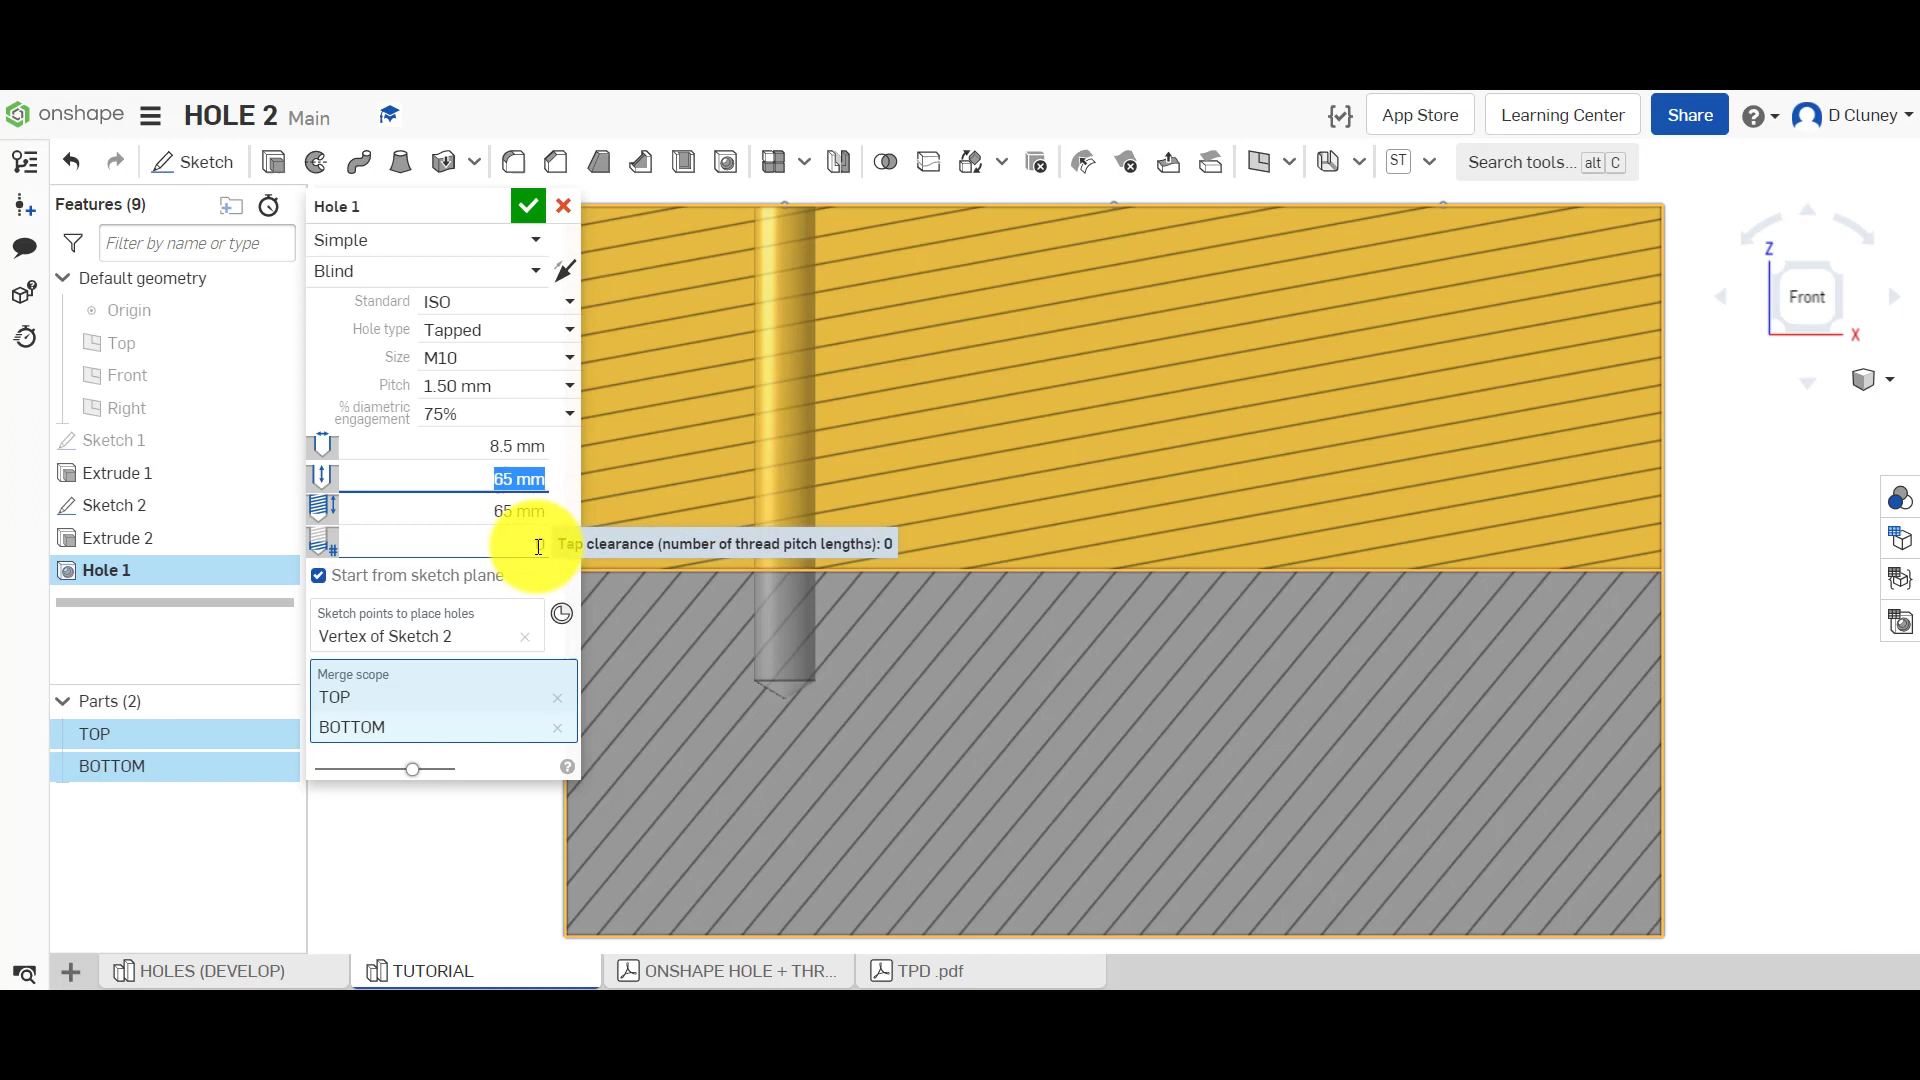 onshape HOLE 2 Main App Store Learning Center Share D Cluney
Sketch ST Search tools... alt C
Features (9)
Filter by name or type
Default geometry
Origin
Top
Front
Right
Sketch 1
Extrude 1
Sketch 2
Extrude 2
Hole 1
Parts (2)
TOP
BOTTOM
Hole 1
Simple
Blind
Standard ISO
Hole type Tapped
Size M10
Pitch 1.50 mm
% diametric
engagement 75%
8.5 mm
65 mm
65 mm
Tap clearance (number of thread pitch lengths): 0
Start from sketch plane
Sketch points to place holes
Vertex of Sketch 2
Merge scope
TOP
BOTTOM
Z
Front
X
HOLES (DEVELOP) TUTORIAL ONSHAPE HOLE + THR... TPD .pdf